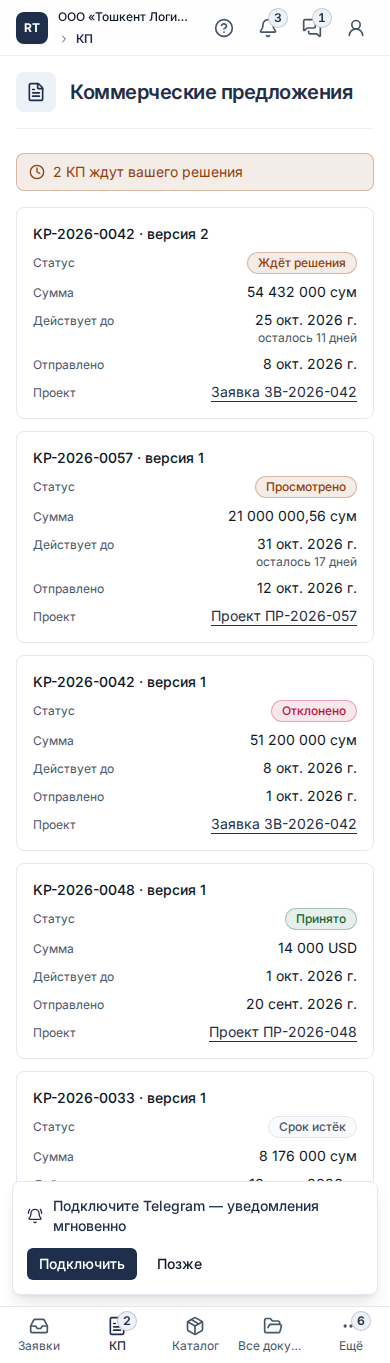 RT
ООО «Тошкент Логи...
> КП
3
1
Коммерческие предложения
2 КП ждут вашего решения
KP-2026-0042 · версия 2
Статус
Ждёт решения
Сумма
54 432 000 сум
Действует до
25 окт. 2026 г.
осталось 11 дней
Отправлено
8 окт. 2026 г.
Проект
Заявка ЗВ-2026-042
KP-2026-0057 · версия 1
Статус
Просмотрено
Сумма
21 000 000,56 сум
Действует до
31 окт. 2026 г.
осталось 17 дней
Отправлено
12 окт. 2026 г.
Проект
Проект ПР-2026-057
KP-2026-0042 · версия 1
Статус
Отклонено
Сумма
51 200 000 сум
Действует до
8 окт. 2026 г.
Отправлено
1 окт. 2026 г.
Проект
Заявка ЗВ-2026-042
KP-2026-0048 · версия 1
Статус
Принято
Сумма
14 000 USD
Действует до
1 окт. 2026 г.
Отправлено
20 сент. 2026 г.
Проект
Проект ПР-2026-048
KP-2026-0033 · версия 1
Статус
Срок истёк
Сумма
8 176 000 сум
Подключите Telegram — уведомления
мгновенно
Подключить
Позже
2
6
Заявки
КП
Каталог
Все доку...
Ещё